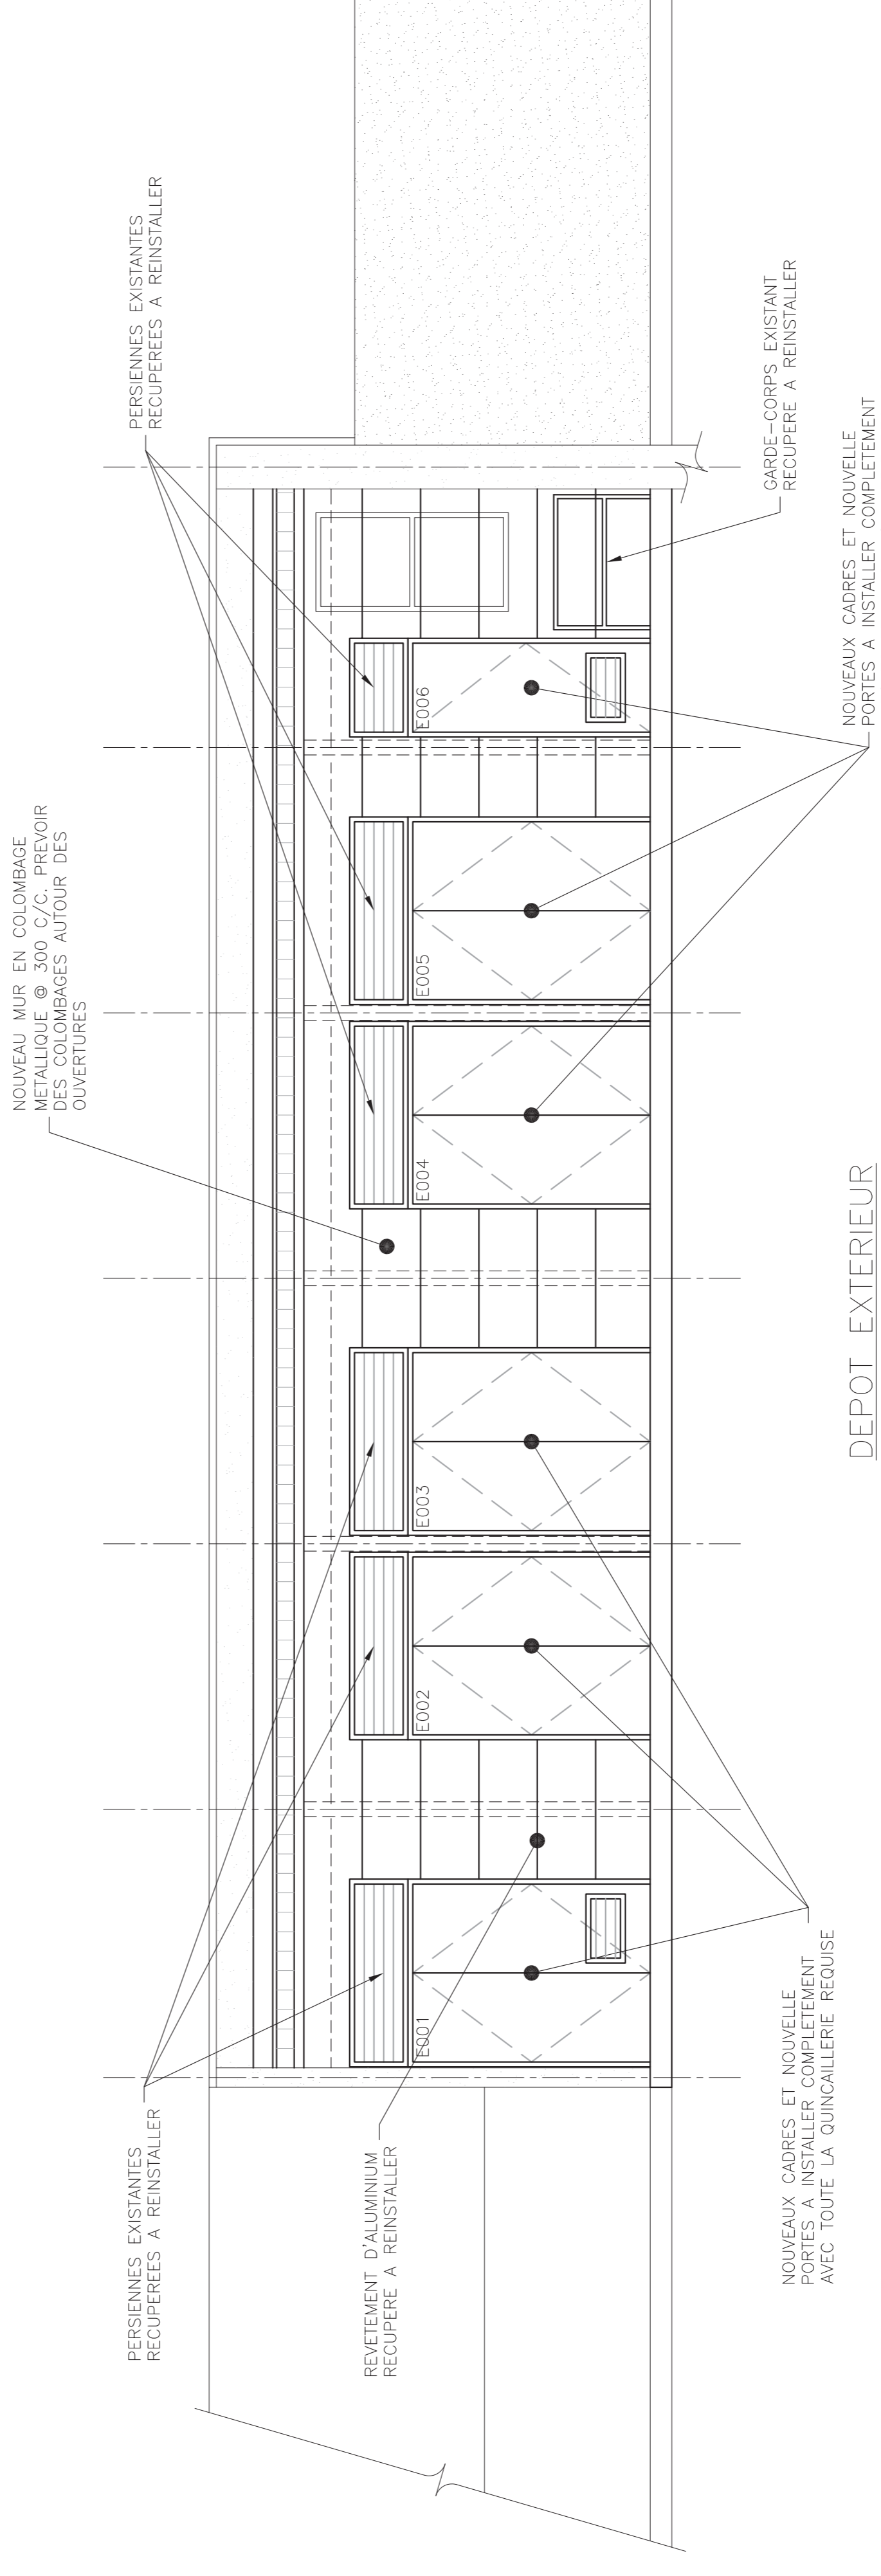 NOUVEAU MUR EN COLOMBAGE
METALLIQUE @ 300 C/C. PREVOIR
DES COLOMBAGES AUTOUR DES
OUVERTURES
PERSIENNES EXISTANTES
RECUPEREES A REINSTALLER
PERSIENNES EXISTANTES
RECUPEREES A REINSTALLER
REVETEMENT D'ALUMINIUM
RECUPERE A REINSTALLER
E001
E002
E003
E004
E005
E006
GARDE-CORPS EXISTANT
RECUPERE A REINSTALLER
NOUVEAUX CADRES ET NOUVELLE
PORTES A INSTALLER COMPLETEMENT
AVEC TOUTE LA QUINCAILLERIE REQUISE
NOUVEAUX CADRES ET NOUVELLE
PORTES A INSTALLER COMPLETEMENT
DEPOT EXTERIEUR